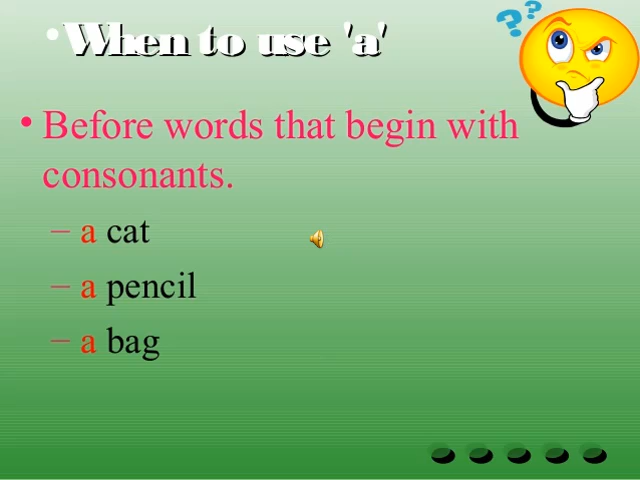 •When to use 'a'
• Before words that begin with
consonants.
– a cat
– a pencil
– a bag
??